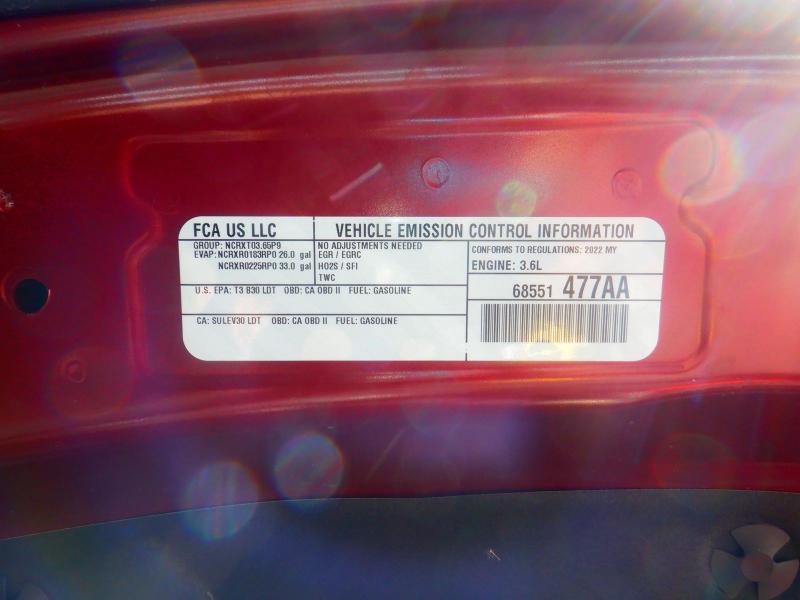 FCA US LLC
VEHICLE EMISSION CONTROL INFORMATION
GROUP: NCRXT03.65P9
EVAP: NCRXR0183RP0 26.0 gal
NCRXR0225RP0 33.0 gal
NO ADJUSTMENTS NEEDED
EGR / EGRC
HO2S / SFI
TWC
CONFORMS TO REGULATIONS: 2022 MY
ENGINE: 3.6L
U.S. EPA: T3 B30 LDT OBD: CA OBD II FUEL: GASOLINE
CA: SULEV30 LDT OBD: CA OBD II FUEL: GASOLINE
68551 477AA